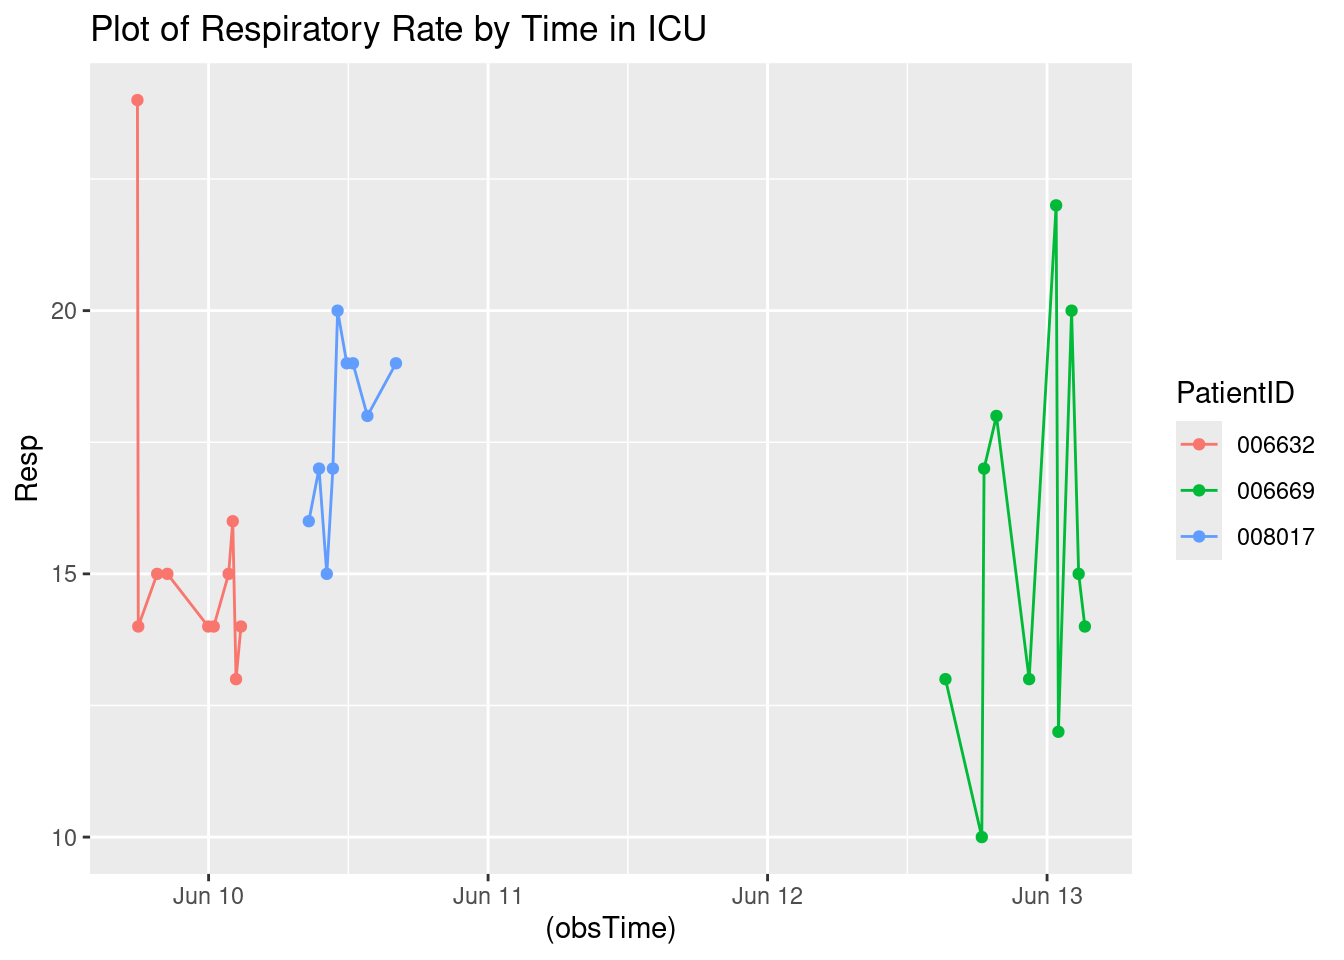 Plot of Respiratory Rate by Time in ICU
Resp
20
15
10
Jun 10
Jun 11
Jun 12
Jun 13
(obsTime)
PatientID
006632
006669
008017